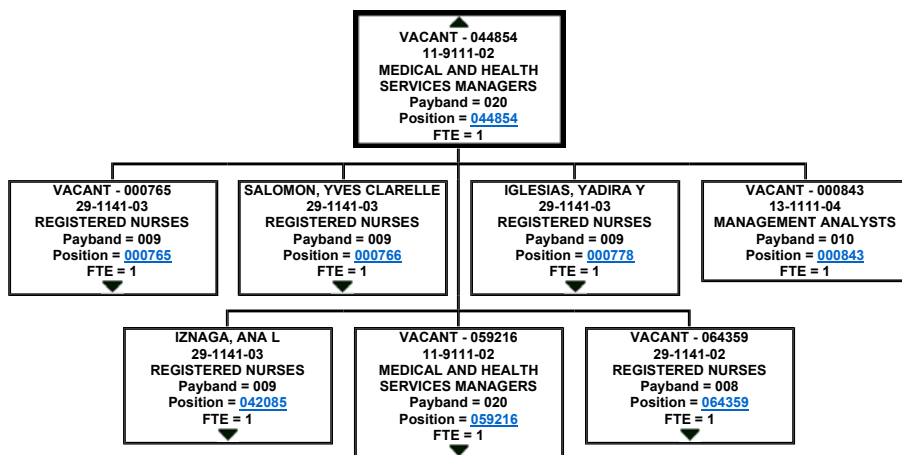 VACANT - 044854
11-9111-02
MEDICAL AND HEALTH
SERVICES MANAGERS
Payband = 020
Position = 044854
FTE = 1
VACANT - 000765
29-1141-03
REGISTERED NURSES
Payband = 009
Position = 000765
FTE = 1
SALOMON, YVES CLARELLE
29-1141-03
REGISTERED NURSES
Payband = 009
Position = 000766
FTE = 1
IGLESIAS, YADIRA Y
29-1141-03
REGISTERED NURSES
Payband = 009
Position = 000778
FTE = 1
VACANT - 000843
13-1111-04
MANAGEMENT ANALYSTS
Payband = 010
Position = 000843
FTE = 1
IZNAGA, ANA L
29-1141-03
REGISTERED NURSES
Payband = 009
Position = 042085
FTE = 1
VACANT - 059216
11-9111-02
MEDICAL AND HEALTH
SERVICES MANAGERS
Payband = 020
Position = 059216
FTE = 1
VACANT - 064359
29-1141-02
REGISTERED NURSES
Payband = 008
Position = 064359
FTE = 1